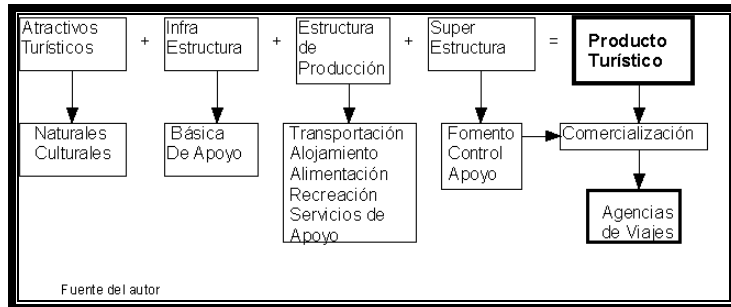 Atractivos
Turísticos
+
Infra
Estructura
+
Estructura
de
Producción
+
Super
Estructura
=
Producto
Turístico
Naturales
Culturales
Básica
De Apoyo
Transportación
Alojamiento
Alimentación
Recreación
Servicios de
Apoyo
Fomento
Control
Apoyo
Comercialización
Agencias
de Viajes
Fuente del autor